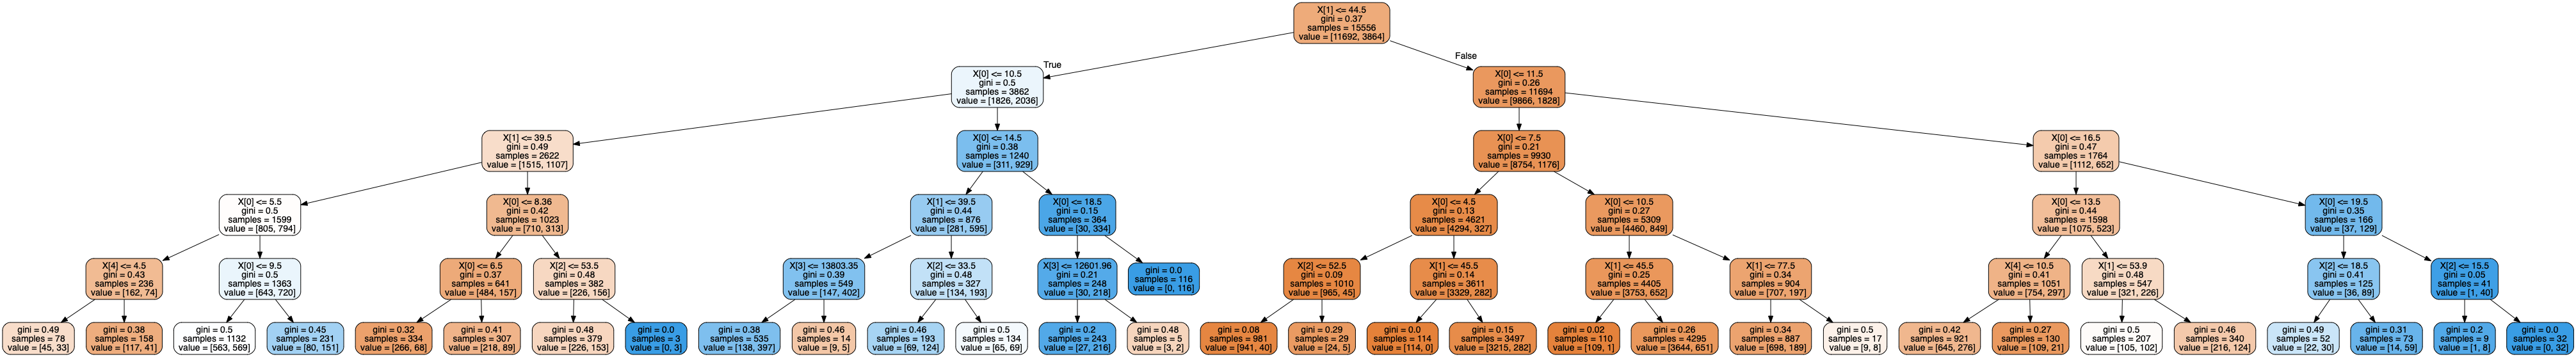 X[1] <= 44.5
gini = 0.37
samples = 15556
value = [11692, 3864]
True
False
X[0] <= 10.5
gini = 0.5
samples = 3862
value = [1826, 2036]
X[0] <= 11.5
gini = 0.26
samples = 11694
value = [9866, 1828]
X[1] <= 39.5
gini = 0.49
samples = 2622
value = [1515, 1107]
X[0] <= 14.5
gini = 0.38
samples = 1240
value = [311, 929]
X[0] <= 7.5
gini = 0.21
samples = 9930
value = [8754, 1176]
X[0] <= 16.5
gini = 0.47
samples = 1764
value = [1112, 652]
X[0] <= 5.5
gini = 0.5
samples = 1599
value = [805, 794]
X[0] <= 8.36
gini = 0.42
samples = 1023
value = [710, 313]
X[1] <= 39.5
gini = 0.44
samples = 876
value = [281, 595]
X[0] <= 18.5
gini = 0.15
samples = 364
value = [30, 334]
X[0] <= 4.5
gini = 0.13
samples = 4621
value = [4294, 327]
X[0] <= 10.5
gini = 0.27
samples = 5309
value = [4460, 849]
X[0] <= 13.5
gini = 0.44
samples = 1598
value = [1075, 523]
X[0] <= 19.5
gini = 0.35
samples = 166
value = [37, 129]
X[4] <= 4.5
gini = 0.43
samples = 236
value = [162, 74]
X[0] <= 9.5
gini = 0.5
samples = 1363
value = [643, 720]
X[0] <= 6.5
gini = 0.37
samples = 641
value = [484, 157]
X[2] <= 53.5
gini = 0.48
samples = 382
value = [226, 156]
X[3] <= 13803.35
gini = 0.39
samples = 549
value = [147, 402]
X[2] <= 33.5
gini = 0.48
samples = 327
value = [134, 193]
X[3] <= 12601.96
gini = 0.21
samples = 248
value = [30, 218]
gini = 0.0
samples = 116
value = [0, 116]
X[2] <= 52.5
gini = 0.09
samples = 1010
value = [965, 45]
X[1] <= 45.5
gini = 0.14
samples = 3611
value = [3329, 282]
X[1] <= 45.5
gini = 0.25
samples = 4405
value = [3753, 652]
X[1] <= 77.5
gini = 0.34
samples = 904
value = [707, 197]
X[4] <= 10.5
gini = 0.41
samples = 1051
value = [754, 297]
X[1] <= 53.9
gini = 0.48
samples = 547
value = [321, 226]
X[2] <= 18.5
gini = 0.41
samples = 125
value = [36, 89]
X[2] <= 15.5
gini = 0.05
samples = 41
value = [1, 40]
gini = 0.49
samples = 78
value = [45, 33]
gini = 0.38
samples = 158
value = [117, 41]
gini = 0.5
samples = 1132
value = [563, 569]
gini = 0.45
samples = 231
value = [80, 151]
gini = 0.32
samples = 334
value = [266, 68]
gini = 0.41
samples = 307
value = [218, 89]
gini = 0.48
samples = 379
value = [226, 153]
gini = 0.0
samples = 3
value = [0, 3]
gini = 0.38
samples = 535
value = [138, 397]
gini = 0.46
samples = 14
value = [9, 5]
gini = 0.46
samples = 193
value = [69, 124]
gini = 0.5
samples = 134
value = [65, 69]
gini = 0.2
samples = 243
value = [27, 216]
gini = 0.48
samples = 5
value = [3, 2]
gini = 0.08
samples = 981
value = [941, 40]
gini = 0.29
samples = 29
value = [24, 5]
gini = 0.0
samples = 114
value = [114, 0]
gini = 0.15
samples = 3497
value = [3215, 282]
gini = 0.02
samples = 110
value = [109, 1]
gini = 0.26
samples = 4295
value = [3644, 651]
gini = 0.34
samples = 887
value = [698, 189]
gini = 0.5
samples = 17
value = [9, 8]
gini = 0.42
samples = 921
value = [645, 276]
gini = 0.27
samples = 130
value = [109, 21]
gini = 0.5
samples = 207
value = [105, 102]
gini = 0.46
samples = 340
value = [216, 124]
gini = 0.49
samples = 52
value = [22, 30]
gini = 0.31
samples = 73
value = [14, 59]
gini = 0.2
samples = 9
value = [1, 8]
gini = 0.0
samples = 32
value = [0, 32]